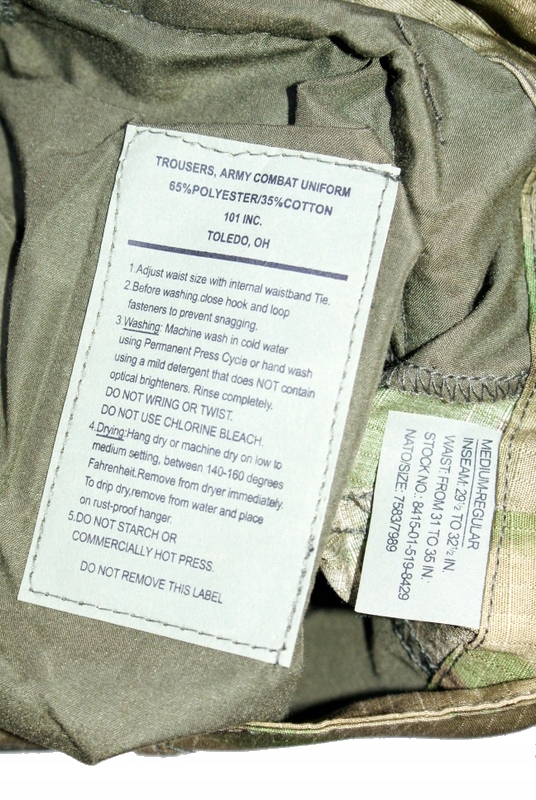 TROUSERS, ARMY COMBAT UNIFORM
65%POLYESTER/35%COTTON
101 INC.
TOLEDO, OH
1.Adjust waist size with internal waistband Tie.
2.Before washing.close hook and loop
fasteners to prevent snagging.
3.Washing: Machine wash in cold water
using Permanent Press Cycle or hand wash
using a mild detergent that does NOT contain
optical brighteners. Rinse completely.
DO NOT WRING OR TWIST.
DO NOT USE CHLORINE BLEACH.
4.Drying:Hang dry or machine dry on low to
medium setting, between 140-160 degrees
Fahrenheit.Remove from dryer immediately.
To drip dry,remove from water and place
on rust-proof hanger.
5.DO NOT STARCH OR
COMMERCIALLY HOT PRESS.
DO NOT REMOVE THIS LABEL
MEDIUM-REGULAR
INSEAM: 29½ TO 32½ IN.
WAIST:FROM 31 TO 35 IN.
STOCK NO.: 8415-01-519-8429
NATO SIZE: 7583/7989